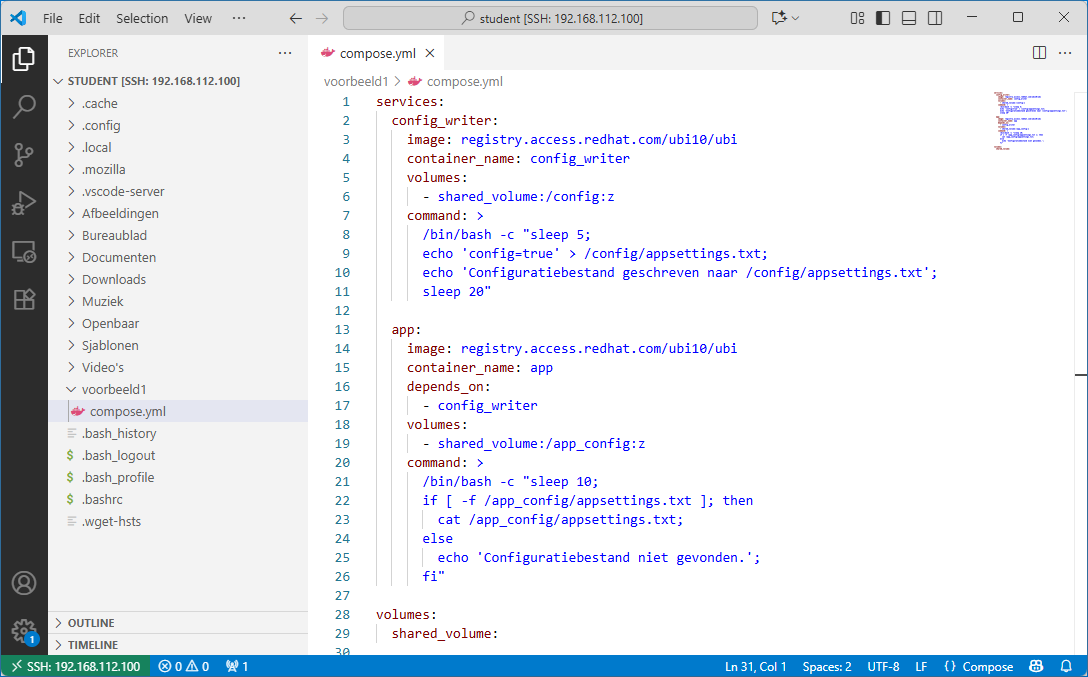 File Edit Selection View ··· student [SSH: 192.168.112.100]
EXPLORER ···
STUDENT [SSH: 192.168.112.100]
.cache
.config
.local
.mozilla
.vscode-server
Afbeeldingen
Bureaublad
Documenten
Downloads
Muziek
Openbaar
Sjablonen
Video's
voorbeeld1
compose.yml
.bash_history
$ .bash_logout
$ .bash_profile
$ .bashrc
.wget-hsts
OUTLINE
TIMELINE
1
compose.yml
voorbeeld1 > compose.yml
1 services:
2   config_writer:
3     image: registry.access.redhat.com/ubi10/ubi
4     container_name: config_writer
5     volumes:
6       - shared_volume:/config:z
7     command: >
8       /bin/bash -c "sleep 5;
9       echo 'config=true' > /config/appsettings.txt;
10       echo 'Configuratiebestand geschreven naar /config/appsettings.txt';
11       sleep 20"
12
13   app:
14     image: registry.access.redhat.com/ubi10/ubi
15     container_name: app
16     depends_on:
17       - config_writer
18     volumes:
19       - shared_volume:/app_config:z
20     command: >
21       /bin/bash -c "sleep 10;
22       if [ -f /app_config/appsettings.txt ]; then
23         cat /app_config/appsettings.txt;
24       else
25         echo 'Configuratiebestand niet gevonden.';
26       fi"
27
28 volumes:
29   shared_volume:
30
SSH: 192.168.112.100 0 0 1 Ln 31, Col 1 Spaces: 2 UTF-8 LF {} Compose